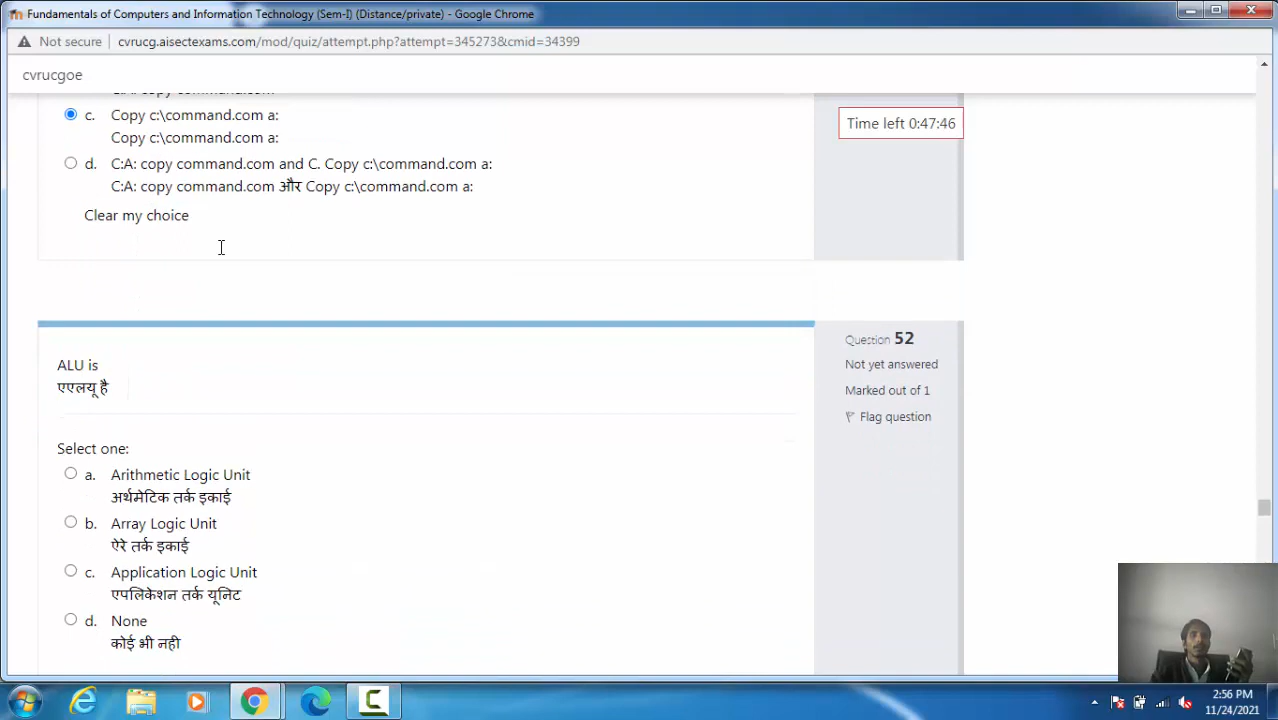 Fundamentals of Computers and Information Technology (Sem-I) (Distance/private) - Google Chrome
Not secure | cvrucg.aisectexams.com/mod/quiz/attempt.php?attempt=345273&cmid=34399
cvrucgoe
c. Copy c:\command.com a:
Copy c:\command.com a:
d. C:A: copy command.com and C. Copy c:\command.com a:
C:A: copy command.com और Copy c:\command.com a:
Clear my choice
Time left 0:47:46
ALU is
एएलयू है
Select one:
a. Arithmetic Logic Unit
अर्थमेटिक तर्क इकाई
b. Array Logic Unit
ऐरे तर्क इकाई
c. Application Logic Unit
एपलिकेशन तर्क यूनिट
d. None
कोई भी नही
Question 52
Not yet answered
Marked out of 1
Flag question
2:56 PM
11/24/2021